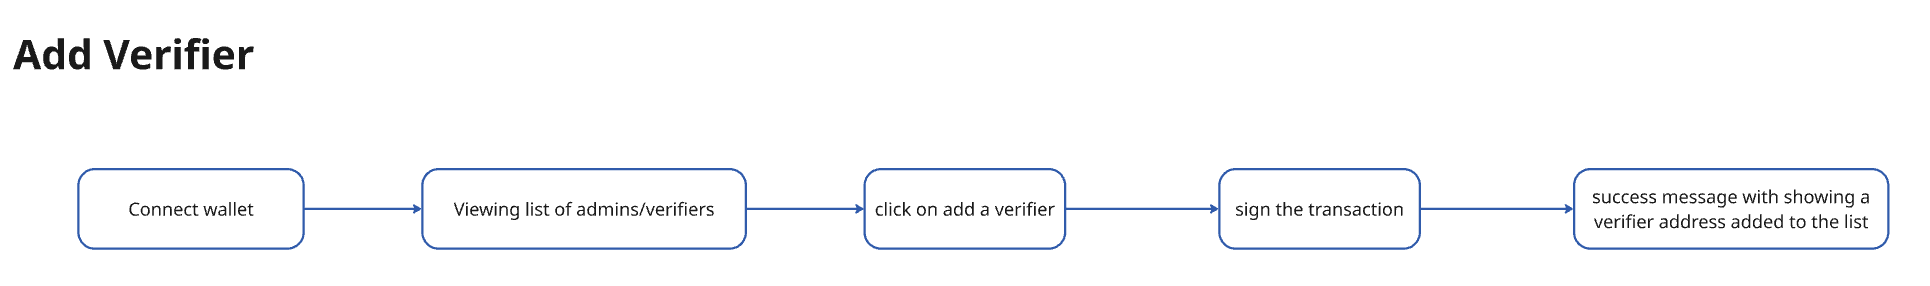 Add Verifier
Connect wallet
Viewing list of admins/verifiers
click on add a verifier
sign the transaction
success message with showing a
verifier address added to the list